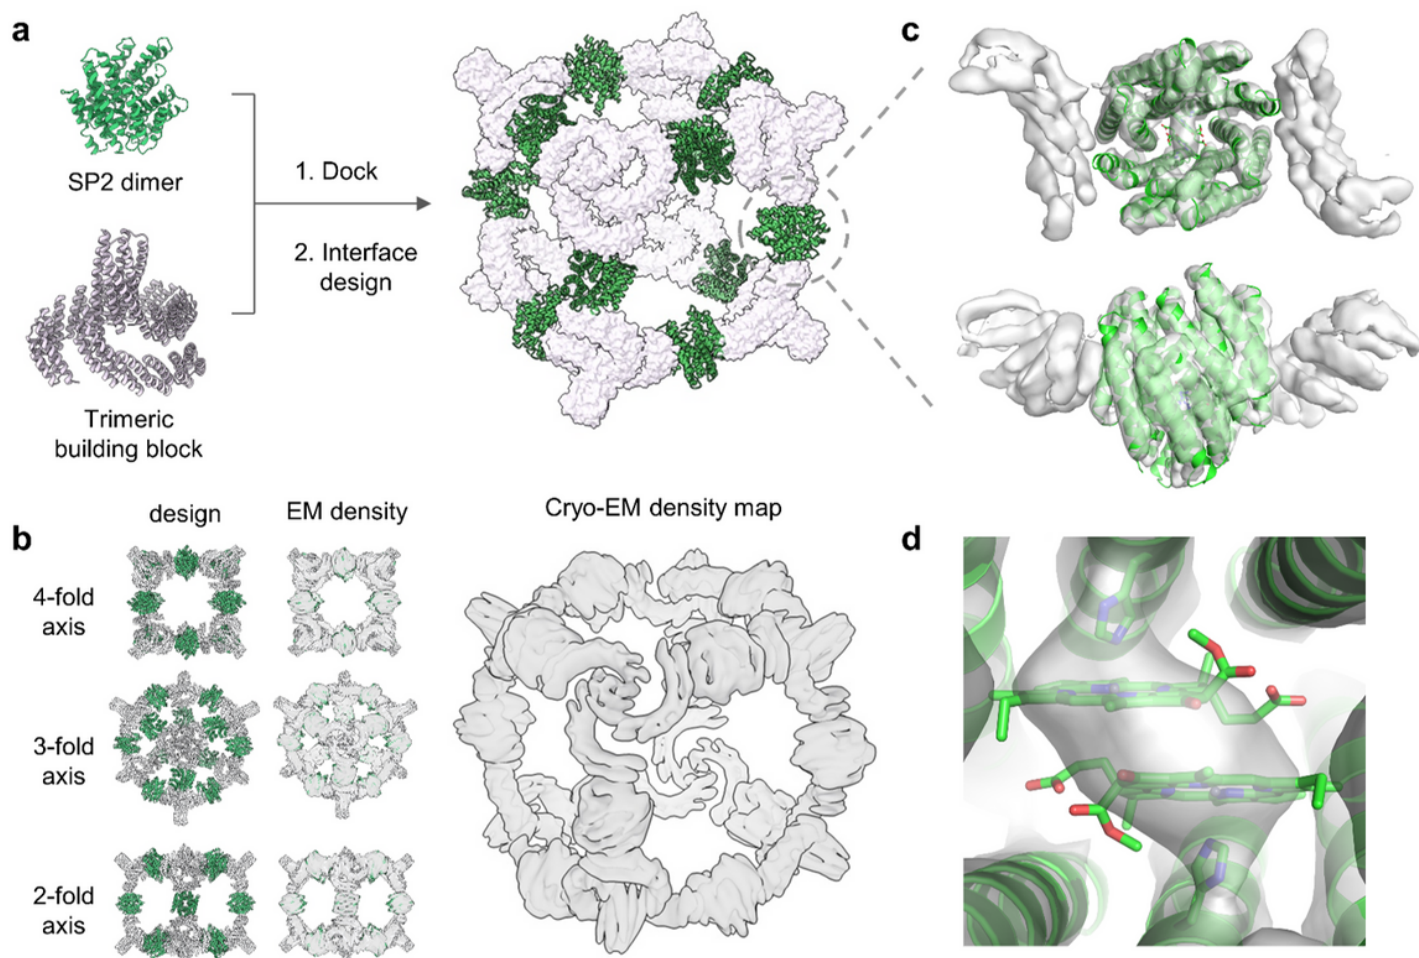 a
SP2 dimer
Trimeric
building block
1. Dock
2. Interface
design
c
b
design
EM density
Cryo-EM density map
4-fold
axis
3-fold
axis
2-fold
axis
d